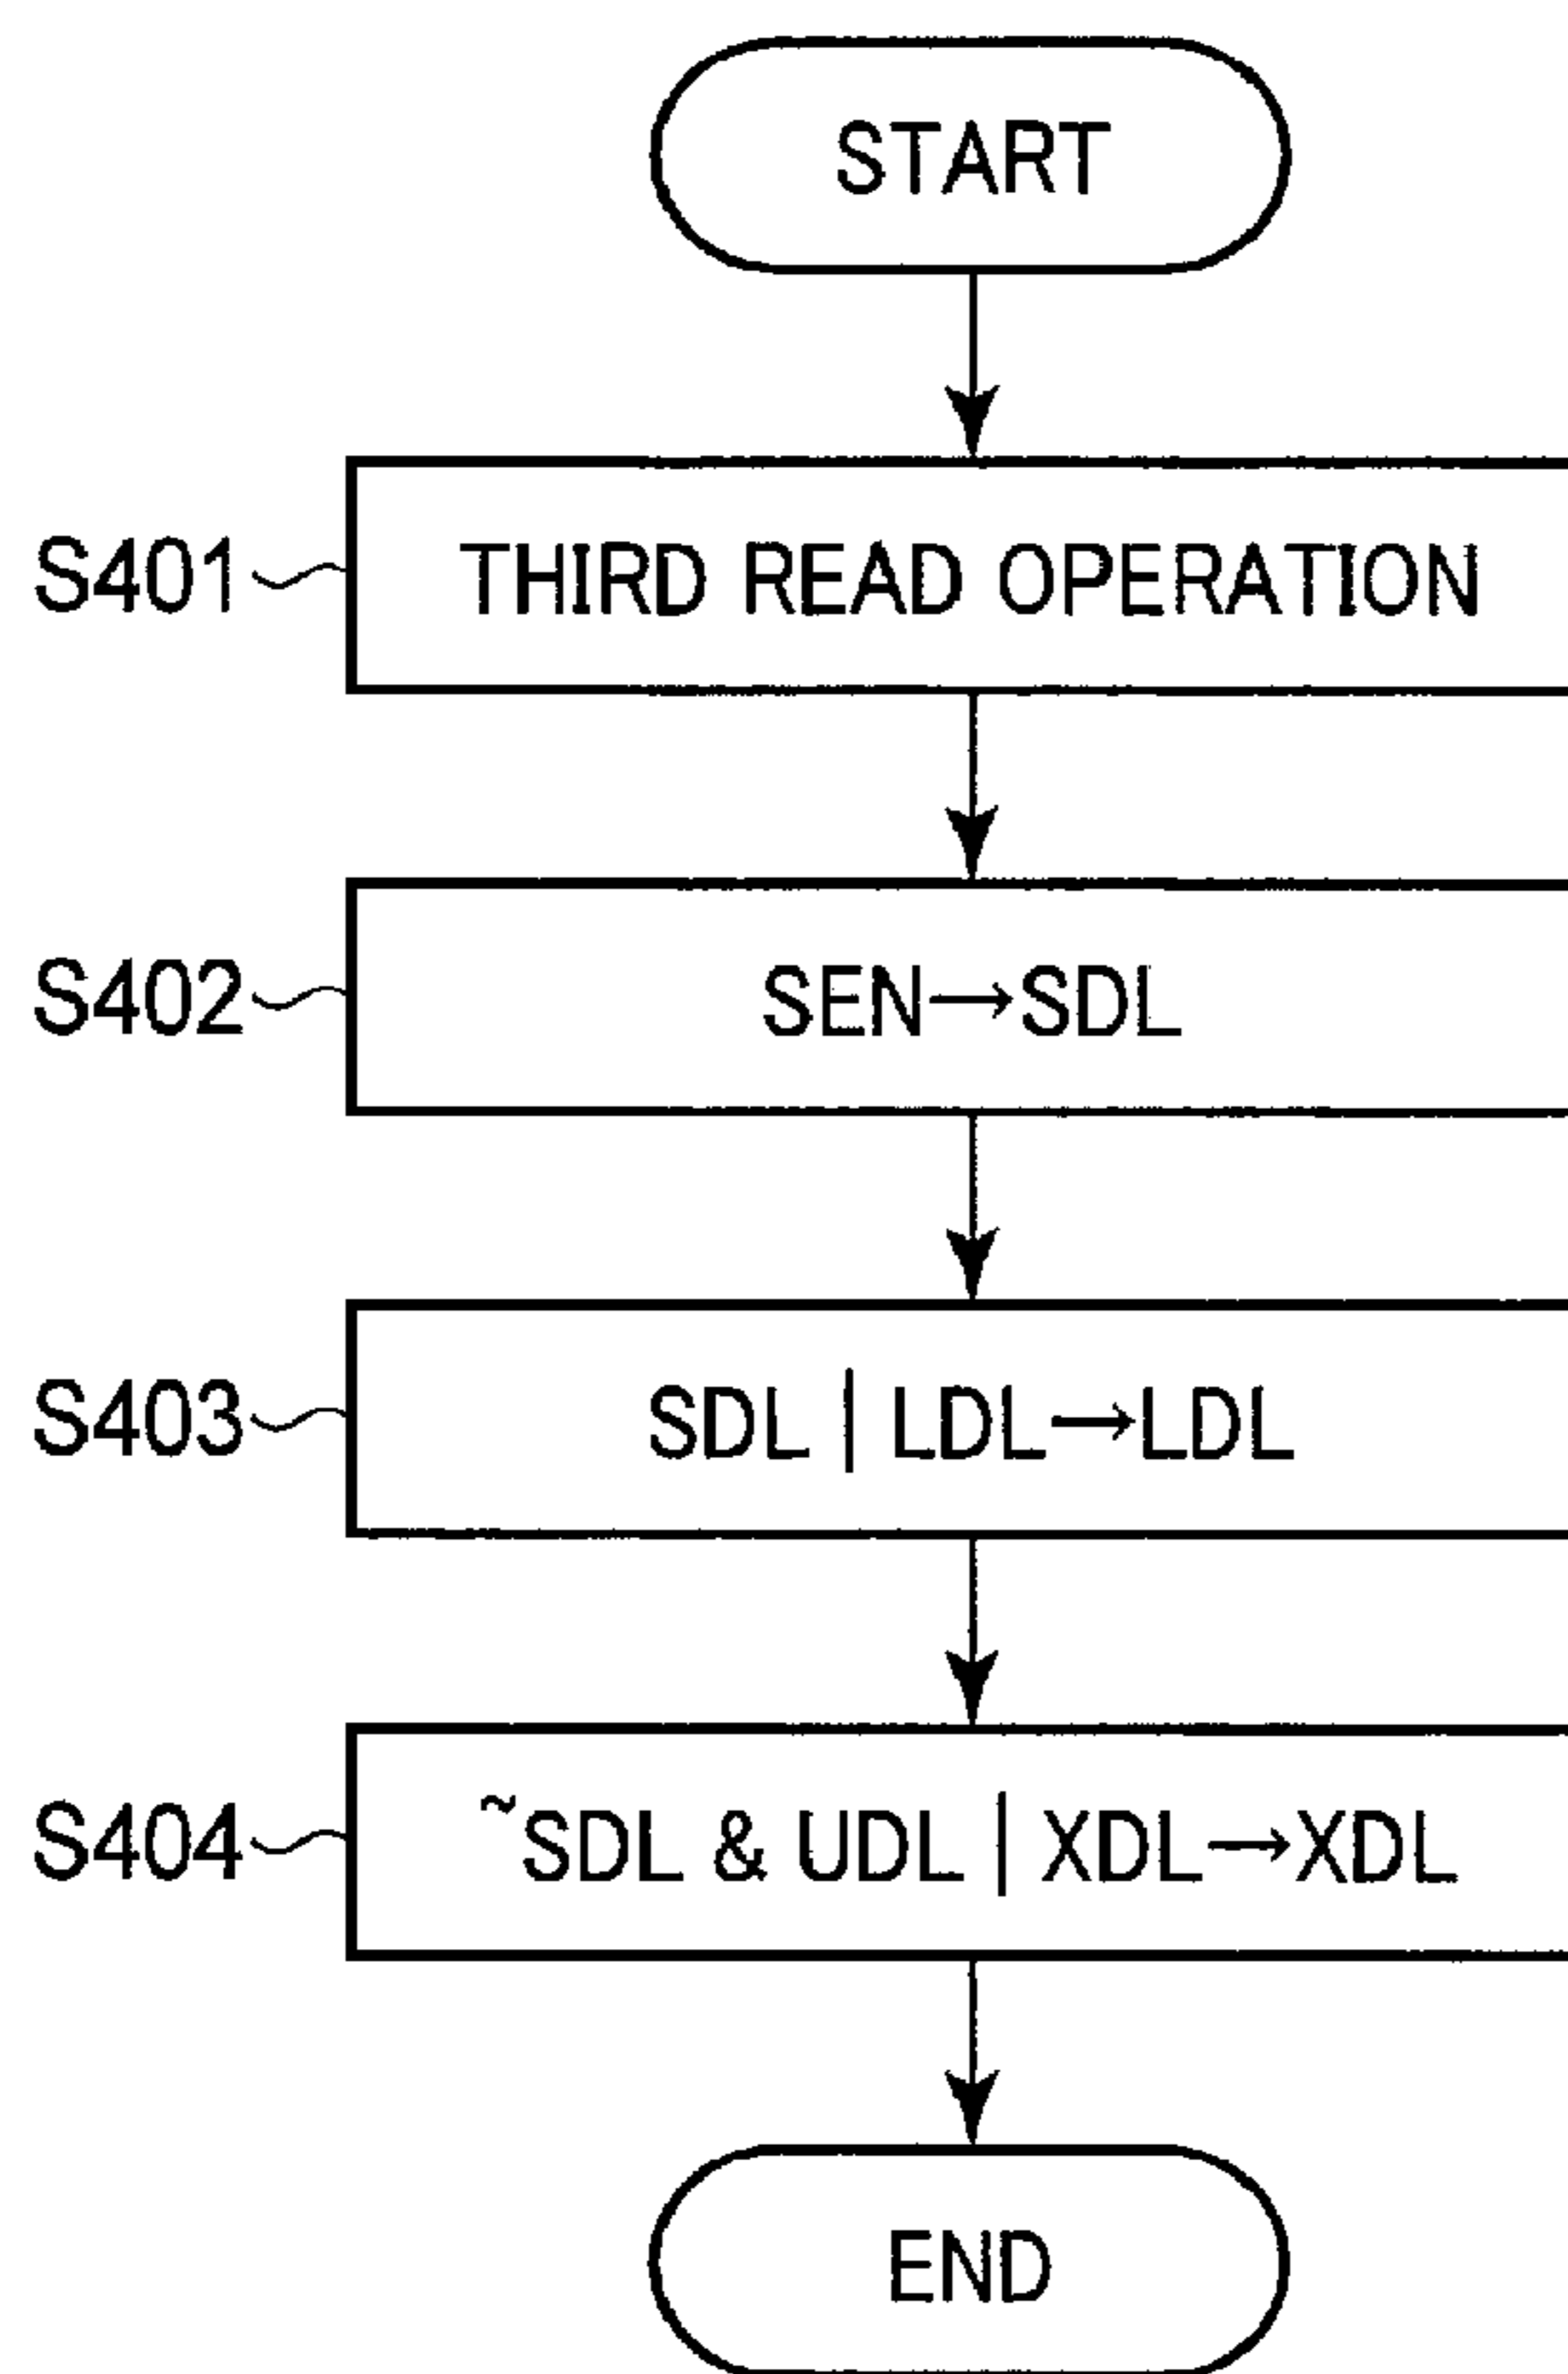 START
S401 THIRD READ OPERATION
S402 SEN→SDL
S403 SDL | LDL→LDL
S404 ~SDL & UDL | XDL→XDL
END